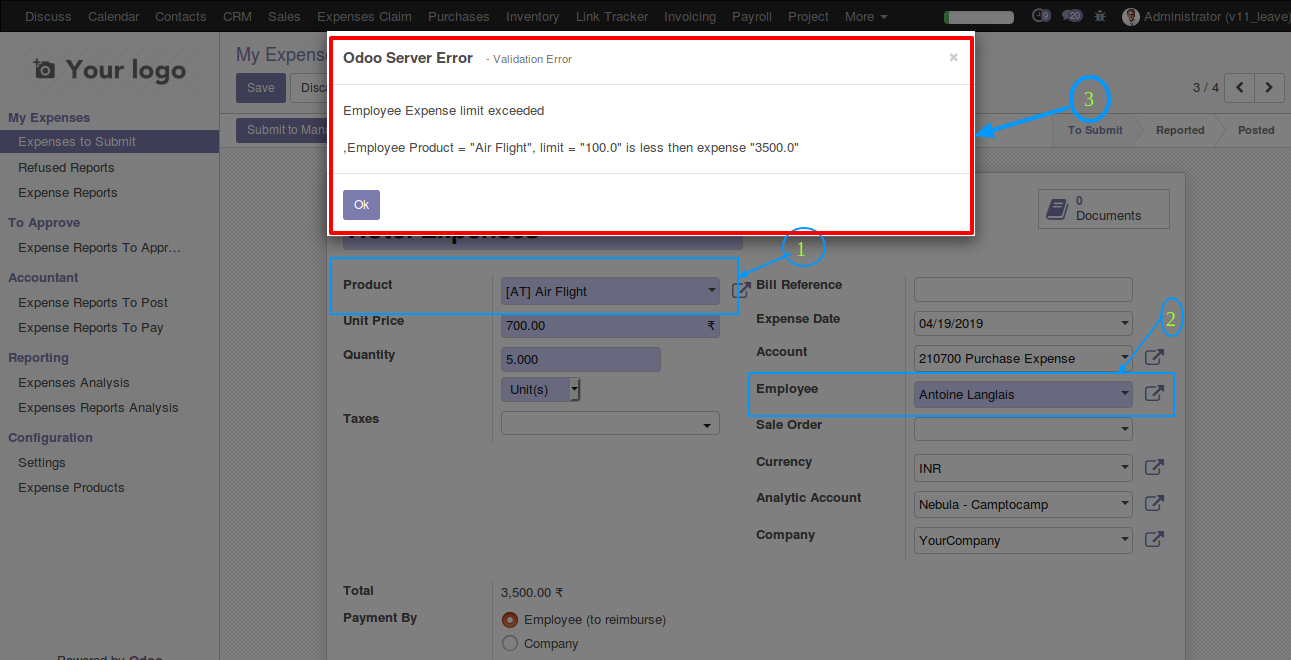 Discuss Calendar Contacts CRM Sales Expenses Claim Purchases Inventory Link Tracker Invoicing Payroll Project More 9 20 Administrator (v11_leave)
Your logo
My Expenses
Expenses to Submit
Refused Reports
Expense Reports
To Approve
Expense Reports To Appr...
Accountant
Expense Reports To Post
Expense Reports To Pay
Reporting
Expenses Analysis
Expenses Reports Analysis
Configuration
Settings
Expense Products
Powered by Odoo
My Expens
Save Disca
3 / 4
Submit to Man
To Submit Reported Posted
Odoo Server Error - Validation Error ×
Employee Expense limit exceeded
,Employee Product = "Air Flight", limit = "100.0" is less then expense "3500.0"
Ok
3
0
Documents
Hotel Expenses
1
Product [AT] Air Flight
Unit Price 700.00 ₹
Quantity 5.000
Unit(s)
Taxes
Bill Reference
2
Expense Date 04/19/2019
Account 210700 Purchase Expense
Employee Antoine Langlais
Sale Order
Currency INR
Analytic Account Nebula - Camptocamp
Company YourCompany
Total 3,500.00 ₹
Payment By Employee (to reimburse)
Company